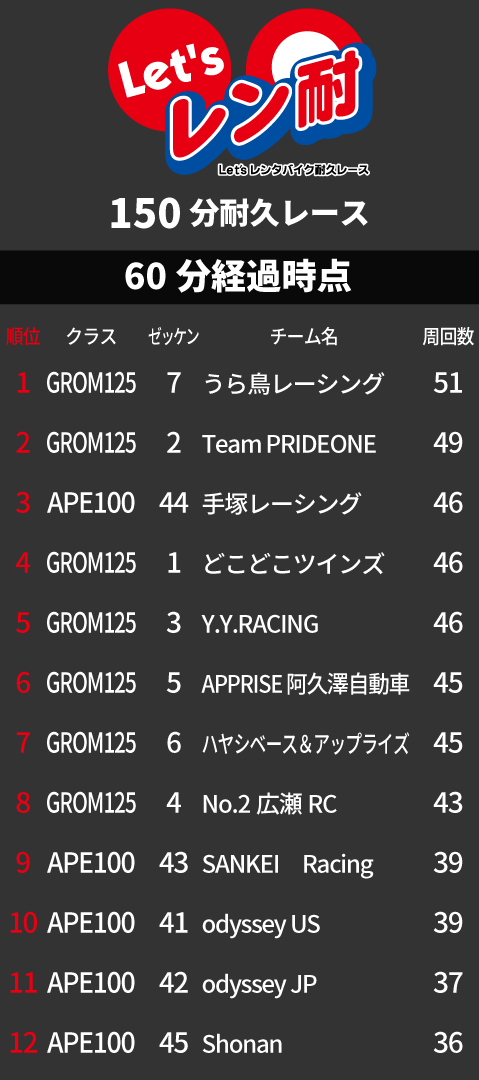 Let's
レン耐
Let's レンタバイク耐久レース
150 分耐久レース
60 分経過時点
順位 クラス ゼッケン チーム名 周回数
1 GROM125 7 うら鳥レーシング 51
2 GROM125 2 Team PRIDEONE 49
3 APE100 44 手塚レーシング 46
4 GROM125 1 どこどこツインズ 46
5 GROM125 3 Y.Y.RACING 46
6 GROM125 5 APPRISE 阿久澤自動車 45
7 GROM125 6 ハヤシベース＆アップライズ 45
8 GROM125 4 No.2 広瀬 RC 43
9 APE100 43 SANKEI　Racing 39
10 APE100 41 odyssey US 39
11 APE100 42 odyssey JP 37
12 APE100 45 Shonan 36